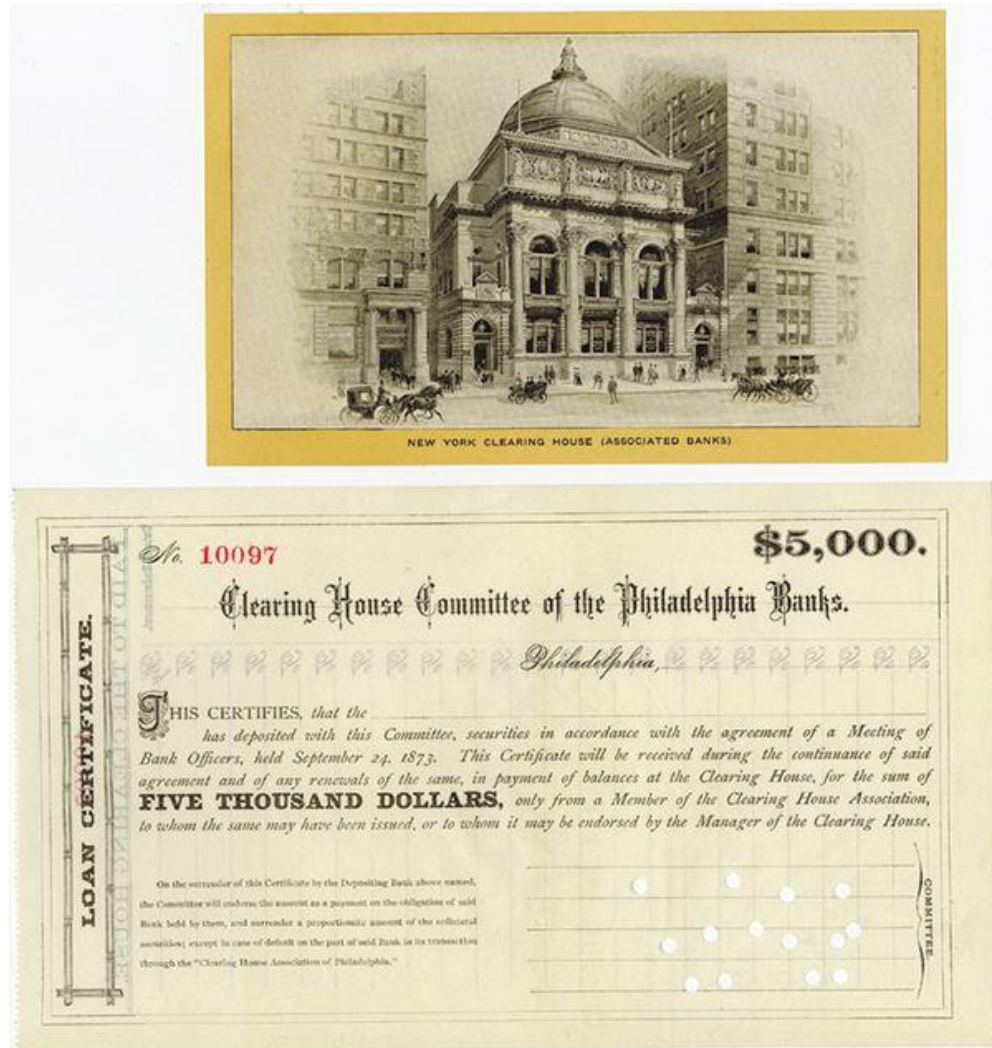 NEW YORK CLEARING HOUSE (ASSOCIATED BANKS)
LOAN CERTIFICATE.
PAID TO THE CLEARING HOUSE
No. 10097
$5,000.
Clearing House Committee of the Philadelphia Banks.
Philadelphia,
THIS CERTIFIES, that the
has deposited with this Committee, securities in accordance with the agreement of a Meeting of
Bank Officers, held September 24, 1873. This Certificate will be received during the continuance of said
agreement and of any renewals of the same, in payment of balances at the Clearing House, for the sum of
FIVE THOUSAND DOLLARS, only from a Member of the Clearing House Association,
to whom the same may have been issued, or to whom it may be endorsed by the Manager of the Clearing House.
On the surrender of this Certificate by the Depositing Bank above named,
the Committee will endorse the amount as a payment on the obligation of said
Bank held by them, and surrender a proportionate amount of the collateral
securities; except in case of default on the part of said Bank in its transaction
through the "Clearing House Association of Philadelphia."
COMMITTEE.